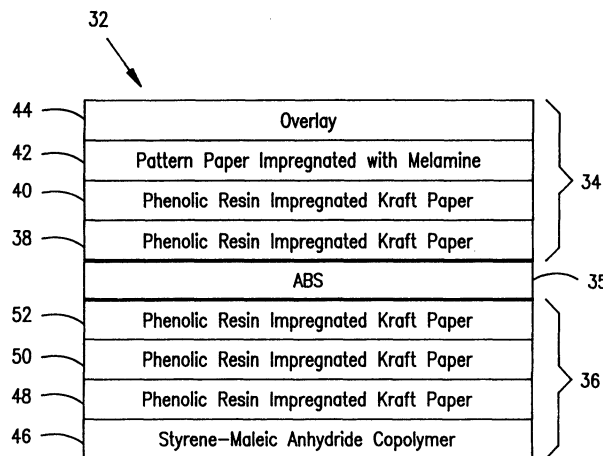 32
44 Overlay
42 Pattern Paper Impregnated with Melamine
40 Phenolic Resin Impregnated Kraft Paper
34
38 Phenolic Resin Impregnated Kraft Paper
ABS 35
52 Phenolic Resin Impregnated Kraft Paper
50 Phenolic Resin Impregnated Kraft Paper
36
48 Phenolic Resin Impregnated Kraft Paper
46 Styrene-Maleic Anhydride Copolymer